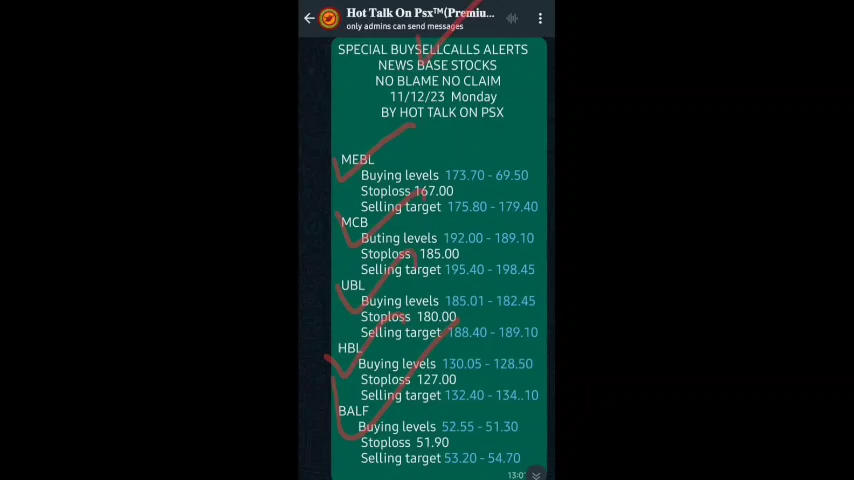 Hot Talk On Psx™(Premiu...
only admins can send messages
SPECIAL BUYSELLCALLS ALERTS
NEWS BASE STOCKS
NO BLAME NO CLAIM
11/12/23 Monday
BY HOT TALK ON PSX
MEBL
Buying levels 173.70 - 69.50
Stoploss 167.00
Selling target 175.80 - 179.40
MCB
Buting levels 192.00 - 189.10
Stoploss 185.00
Selling target 195.40 - 198.45
UBL
Buying levels 185.01 - 182.45
Stoploss 180.00
Selling target 188.40 - 189.10
HBL
Buying levels 130.05 - 128.50
Stoploss 127.00
Selling target 132.40 - 134..10
BALF
Buying levels 52.55 - 51.30
Stoploss 51.90
Selling target 53.20 - 54.70